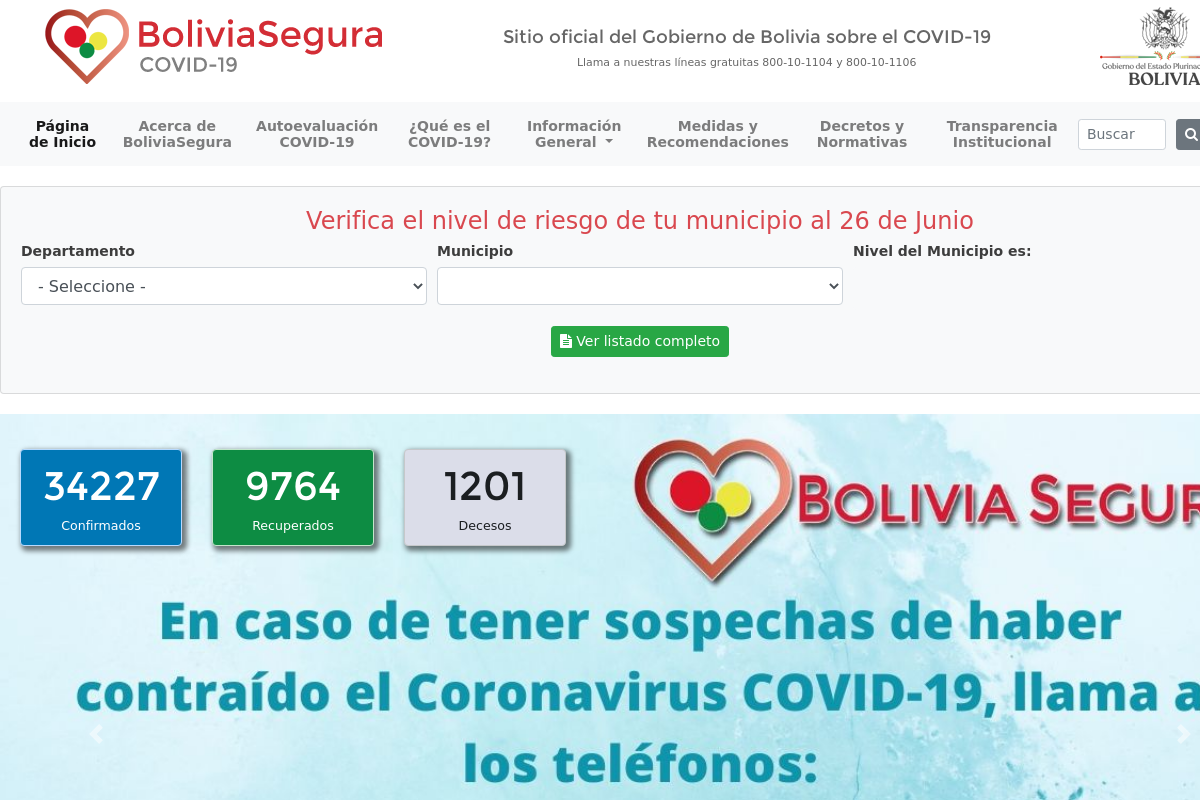 BoliviaSegura
COVID-19
Sitio oficial del Gobierno de Bolivia sobre el COVID-19
Llama a nuestras líneas gratuitas 800-10-1104 y 800-10-1106
Gobierno del Estado
BOLIVIA
Página
de Inicio
Acerca de
BoliviaSegura
Autoevaluación
COVID-19
¿Qué es el
COVID-19?
Información
General
Medidas y
Recomendaciones
Decretos y
Normativas
Transparencia
Institucional
Buscar
Verifica el nivel de riesgo de tu municipio al 26 de Junio
Departamento
Municipio
Nivel del Municipio es:
- Seleccione -
Ver listado completo
34227
Confirmados
9764
Recuperados
1201
Decesos
BOLIVIA SEGUR
En caso de tener sospechas de haber
contraído el Coronavirus COVID-19, llama a
los teléfonos: